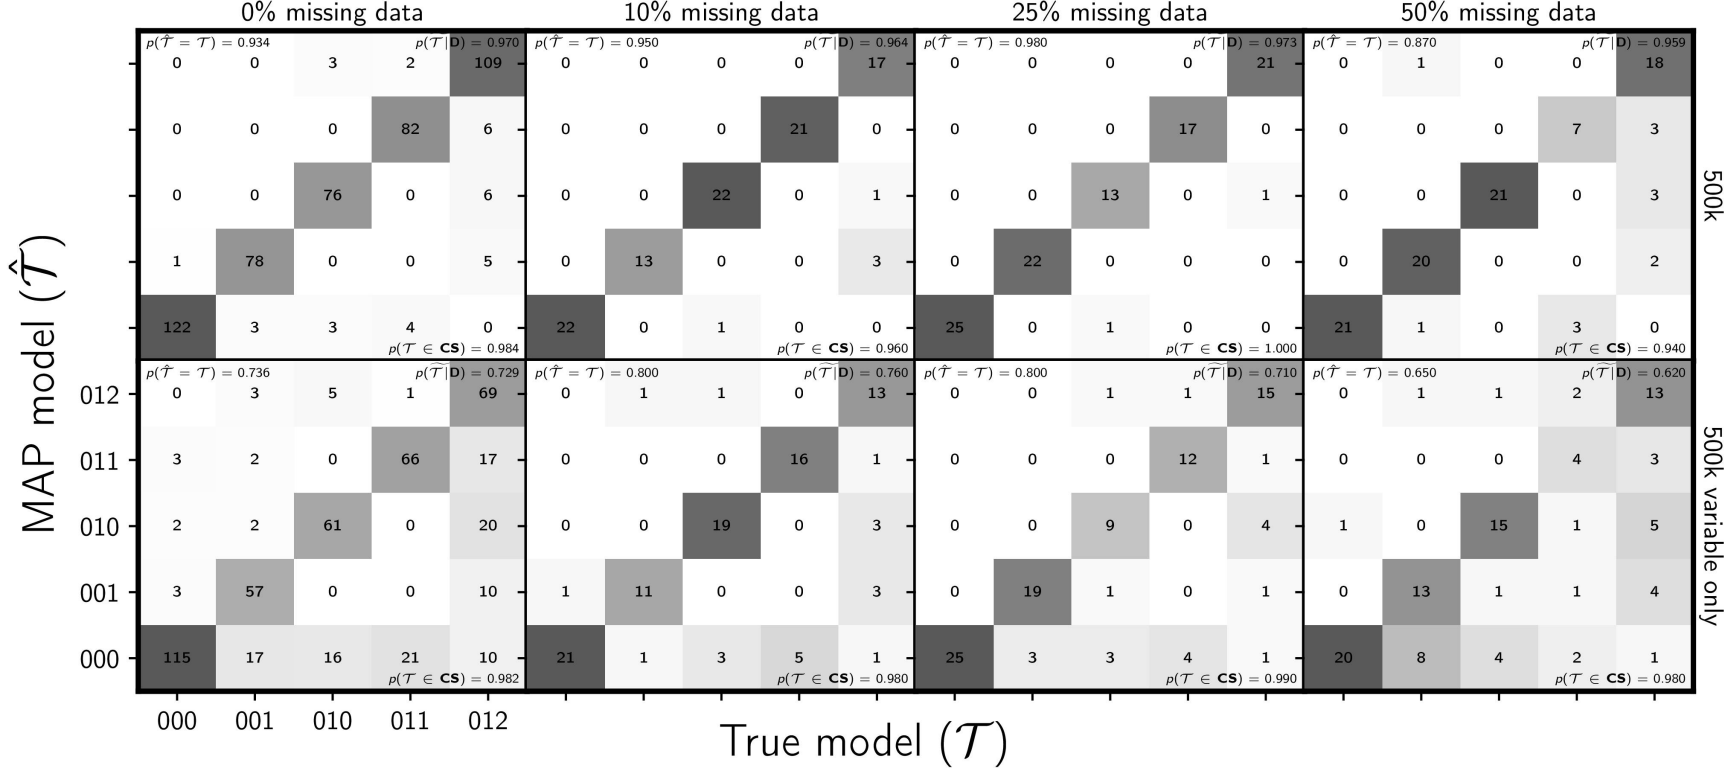 0% missing data 10% missing data 25% missing data 50% missing data
p(𝒯̂ = 𝒯) = 0.934 p(𝒯|D) = 0.970 p(𝒯̂ = 𝒯) = 0.950 p(𝒯|D) = 0.964 p(𝒯̂ = 𝒯) = 0.980 p(𝒯|D) = 0.973 p(𝒯̂ = 𝒯) = 0.870 p(𝒯|D) = 0.959
0 0 3 2 109 0 0 0 0 17 0 0 0 0 21 0 1 0 0 18
0 0 0 82 6 0 0 0 21 0 0 0 0 17 0 0 0 0 7 3
0 0 76 0 6 0 0 22 0 1 0 0 13 0 1 0 0 21 0 3
500k
1 78 0 0 5 0 13 0 0 3 0 22 0 0 0 0 20 0 0 2
122 3 3 4 0 22 0 1 0 0 25 0 1 0 0 21 1 0 3 0
p(𝒯 ∈ CS) = 0.984 p(𝒯 ∈ CS) = 0.960 p(𝒯 ∈ CS) = 1.000 p(𝒯 ∈ CS) = 0.940
MAP model (𝒯̂)
p(𝒯̂ = 𝒯) = 0.736 p(𝒯|D) = 0.729 p(𝒯̂ = 𝒯) = 0.800 p(𝒯|D) = 0.760 p(𝒯̂ = 𝒯) = 0.800 p(𝒯|D) = 0.710 p(𝒯̂ = 𝒯) = 0.650 p(𝒯|D) = 0.620
012 0 3 5 1 69 0 1 1 0 13 0 0 1 1 15 0 1 1 2 13
011 3 2 0 66 17 0 0 0 16 1 0 0 0 12 1 0 0 0 4 3
010 2 2 61 0 20 0 0 19 0 3 0 0 9 0 4 1 0 15 1 5
500k variable only
001 3 57 0 0 10 1 11 0 0 3 0 19 1 0 1 0 13 1 1 4
000 115 17 16 21 10 21 1 3 5 1 25 3 3 4 1 20 8 4 2 1
p(𝒯 ∈ CS) = 0.982 p(𝒯 ∈ CS) = 0.980 p(𝒯 ∈ CS) = 0.990 p(𝒯 ∈ CS) = 0.980
000 001 010 011 012
True model (𝒯)